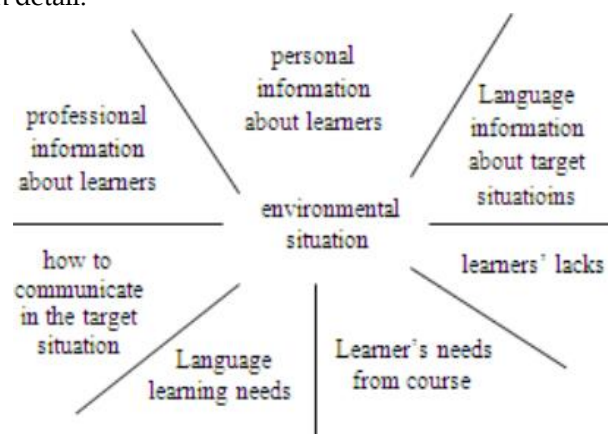 n detail.
personal
information
about learners
Language
information
about target
situatioins
professional
information
about learners
environmental
situation
learners' lacks
how to
communicate
in the target
situation
Language
learning needs
Learner's needs
from course